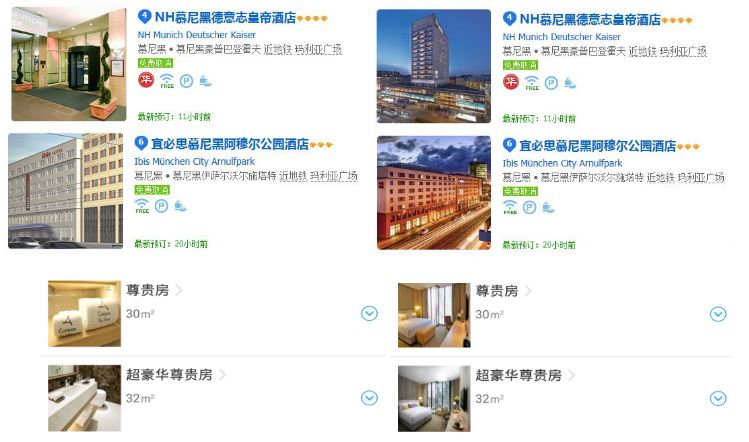 4 NH慕尼黑德意志皇帝酒店
NH Munich Deutscher Kaiser
慕尼黑 • 慕尼黑豪普巴登霍夫 近地铁 玛利亚广场
免费取消
华 FREE P
最新预订：11小时前
4 NH慕尼黑德意志皇帝酒店
NH Munich Deutscher Kaiser
慕尼黑 • 慕尼黑豪普巴登霍夫 近地铁 玛利亚广场
免费取消
华 FREE P
最新预订：11小时前
6 宜必思慕尼黑阿穆尔公园酒店
Ibis München City Arnulfpark
慕尼黑 • 慕尼黑伊萨尔沃尔施塔特 近地铁 玛利亚广场
免费取消
FREE P
最新预订：20小时前
6 宜必思慕尼黑阿穆尔公园酒店
Ibis München City Arnulfpark
慕尼黑 • 慕尼黑伊萨尔沃尔施塔特 近地铁 玛利亚广场
免费取消
FREE P
最新预订：20小时前
尊贵房
30m²
尊贵房
30m²
超豪华尊贵房
32m²
超豪华尊贵房
32m²